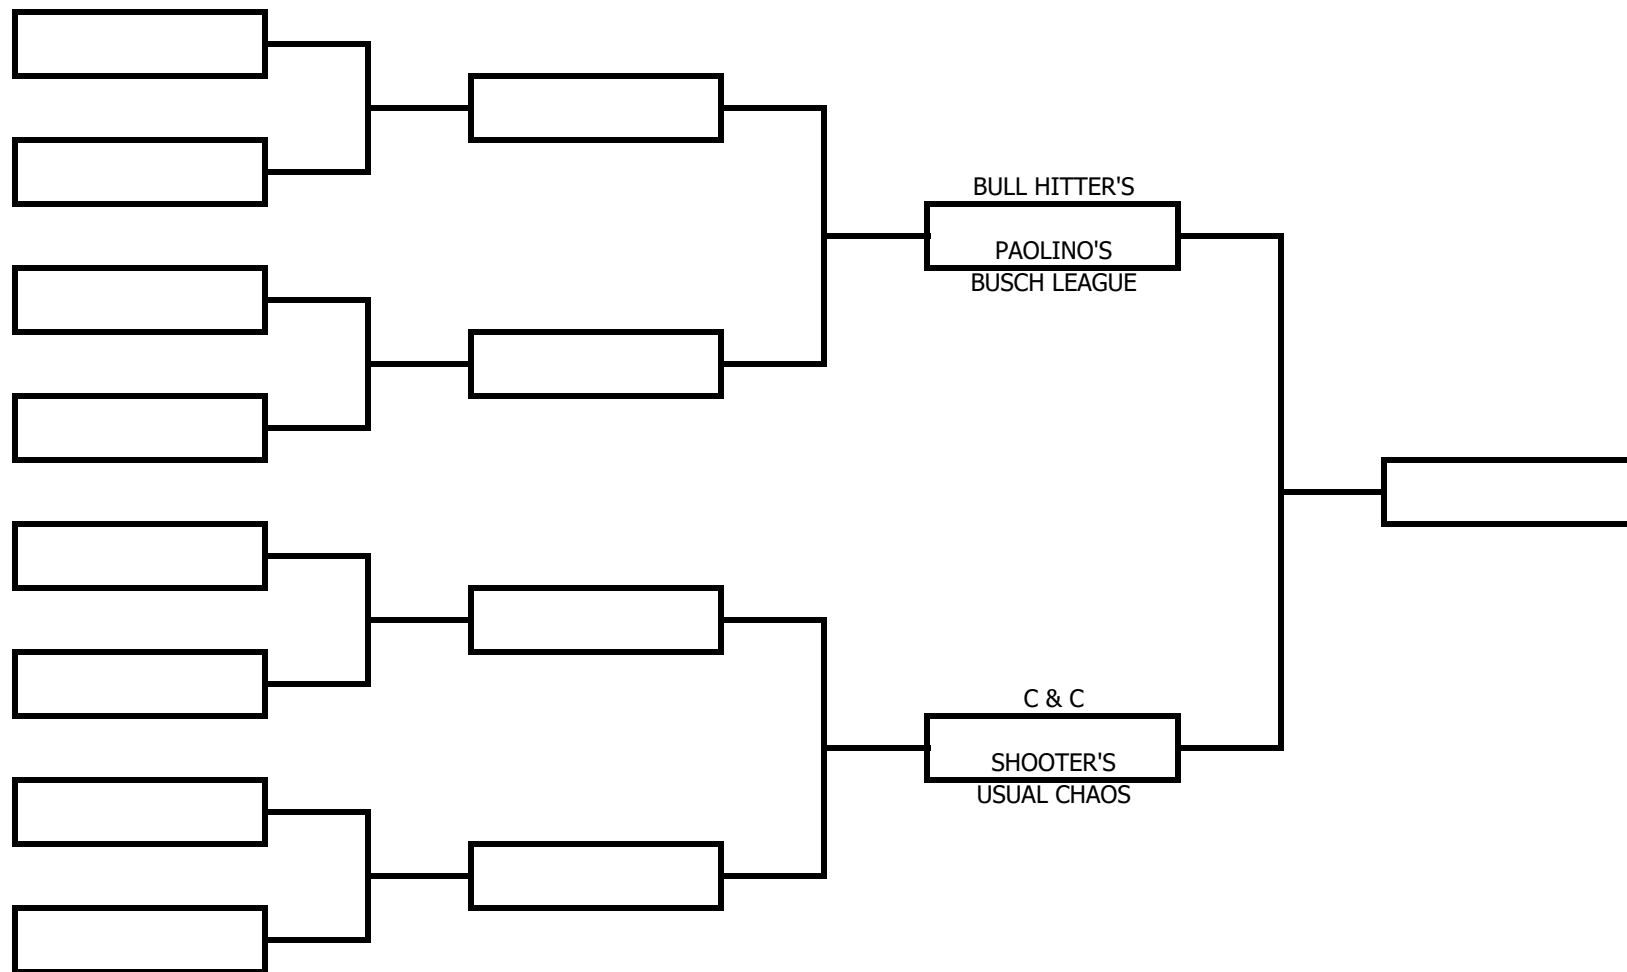 BULL HITTER'S
PAOLINO'S
BUSCH LEAGUE
C & C
SHOOTER'S
USUAL CHAOS